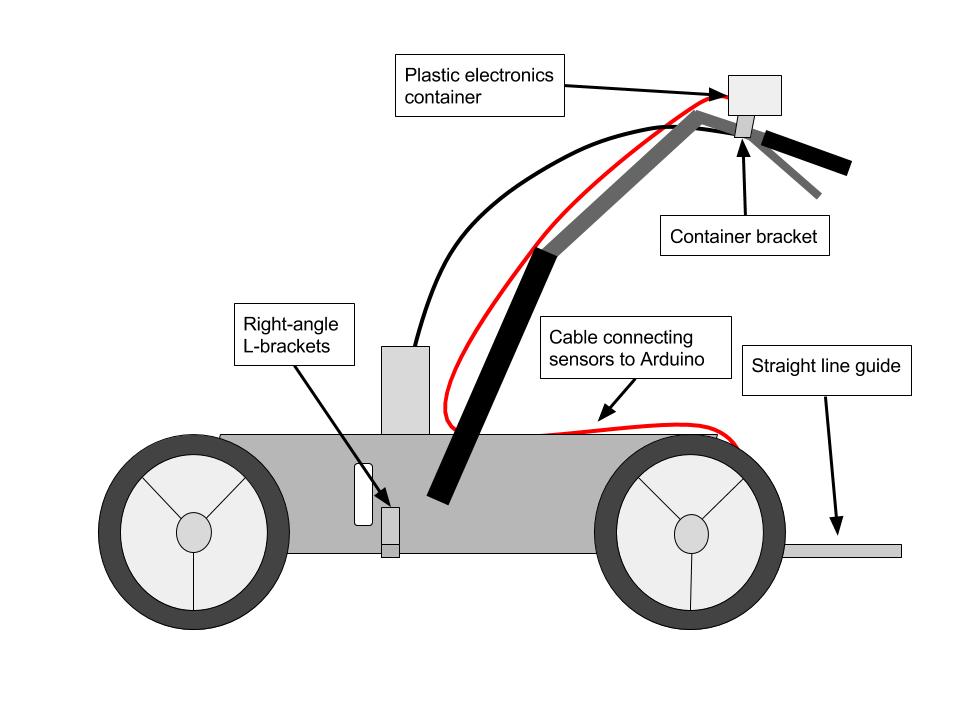 Plastic electronics
container
Container bracket
Right-angle
L-brackets
Cable connecting
sensors to Arduino
Straight line guide